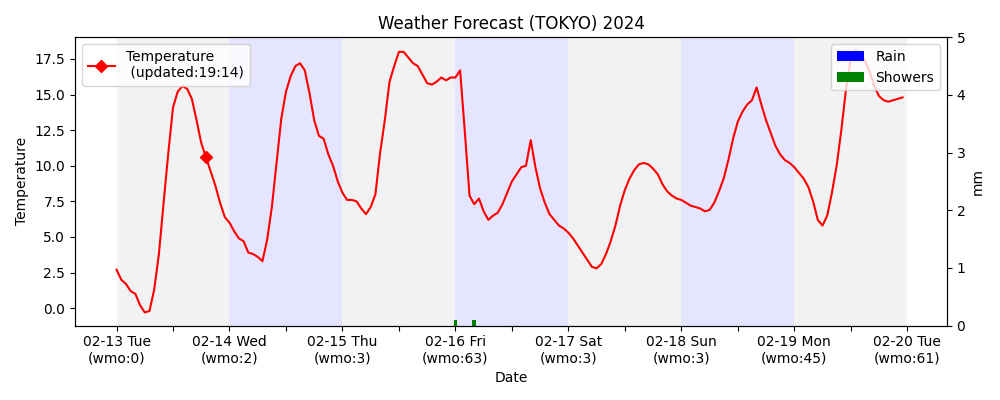 Weather Forecast (TOKYO) 2024
Temperature
(updated:19:14)
Rain
Showers
Temperature
17.5
15.0
12.5
10.0
7.5
5.0
2.5
0.0
5
4
3
2
1
0
mm
02-13 Tue
(wmo:0)
02-14 Wed
(wmo:2)
02-15 Thu
(wmo:3)
02-16 Fri
(wmo:63)
02-17 Sat
(wmo:3)
02-18 Sun
(wmo:3)
02-19 Mon
(wmo:45)
02-20 Tue
(wmo:61)
Date